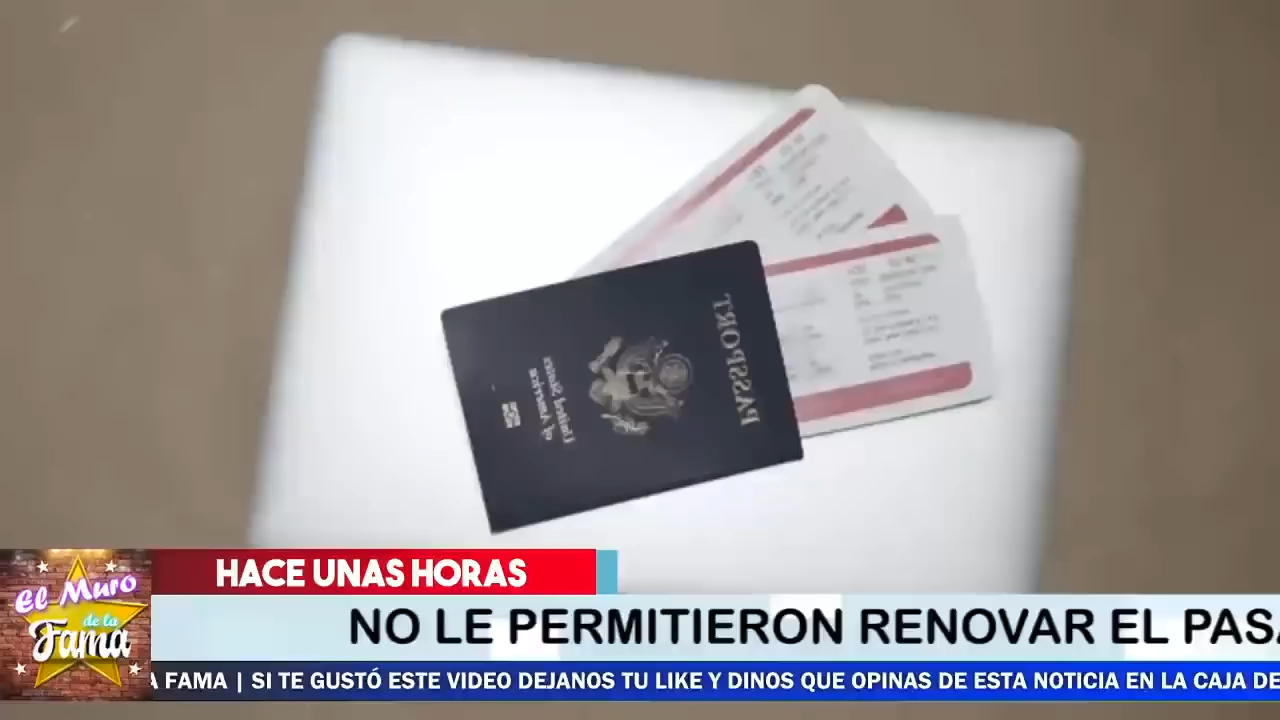 PASSPORT
United States
of America
HACE UNAS HORAS
NO LE PERMITIERON RENOVAR EL PAS
El Muro
de la
Fama
A FAMA | SI TE GUSTÓ ESTE VIDEO DEJANOS TU LIKE Y DINOS QUE OPINAS DE ESTA NOTICIA EN LA CAJA DE